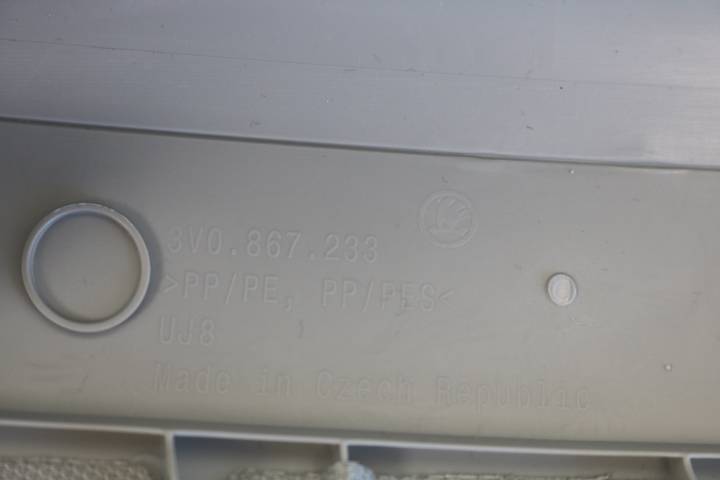 3V0.867.233
>PP/PE, PP/PES<
UJ8
Made in Czech Republic